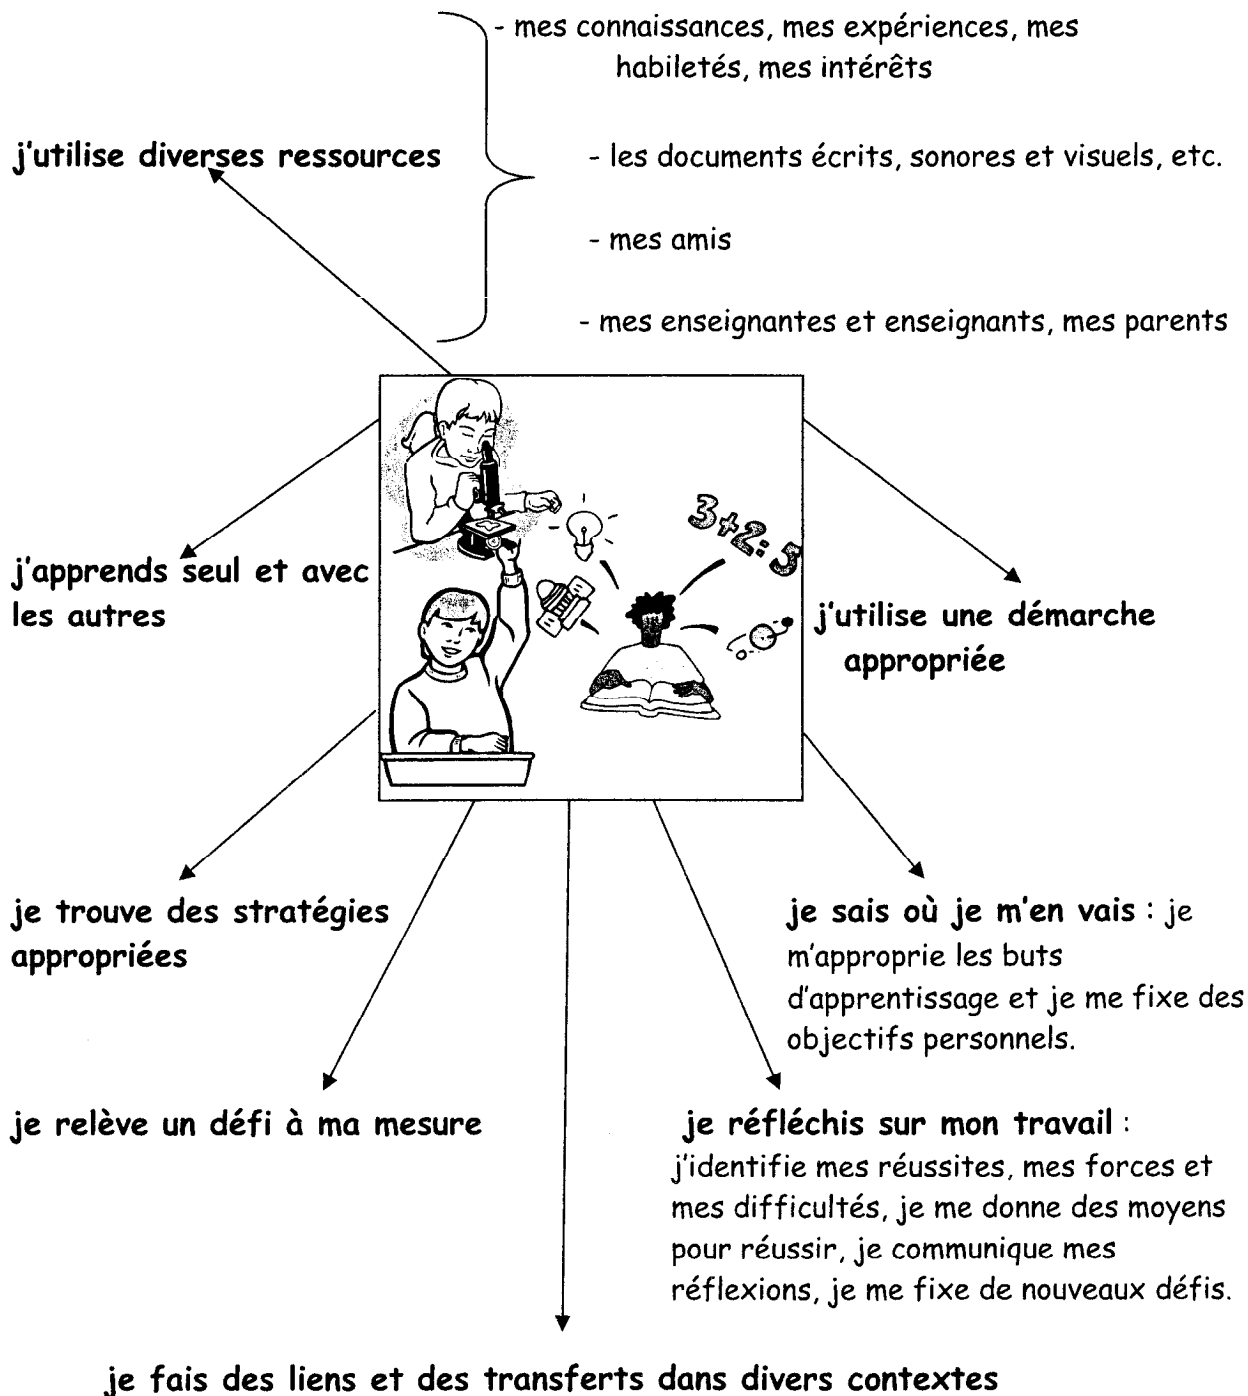 - mes connaissances, mes expériences, mes
habiletés, mes intérêts
j'utilise diverses ressources
- les documents écrits, sonores et visuels, etc.
- mes amis
- mes enseignantes et enseignants, mes parents
3+2=5
j'apprends seul et avec
les autres
j'utilise une démarche
appropriée
je trouve des stratégies
appropriées
je sais où je m'en vais : je
m'approprie les buts
d'apprentissage et je me fixe des
objectifs personnels.
je relève un défi à ma mesure
je réfléchis sur mon travail :
j'identifie mes réussites, mes forces et
mes difficultés, je me donne des moyens
pour réussir, je communique mes
réflexions, je me fixe de nouveaux défis.
je fais des liens et des transferts dans divers contextes